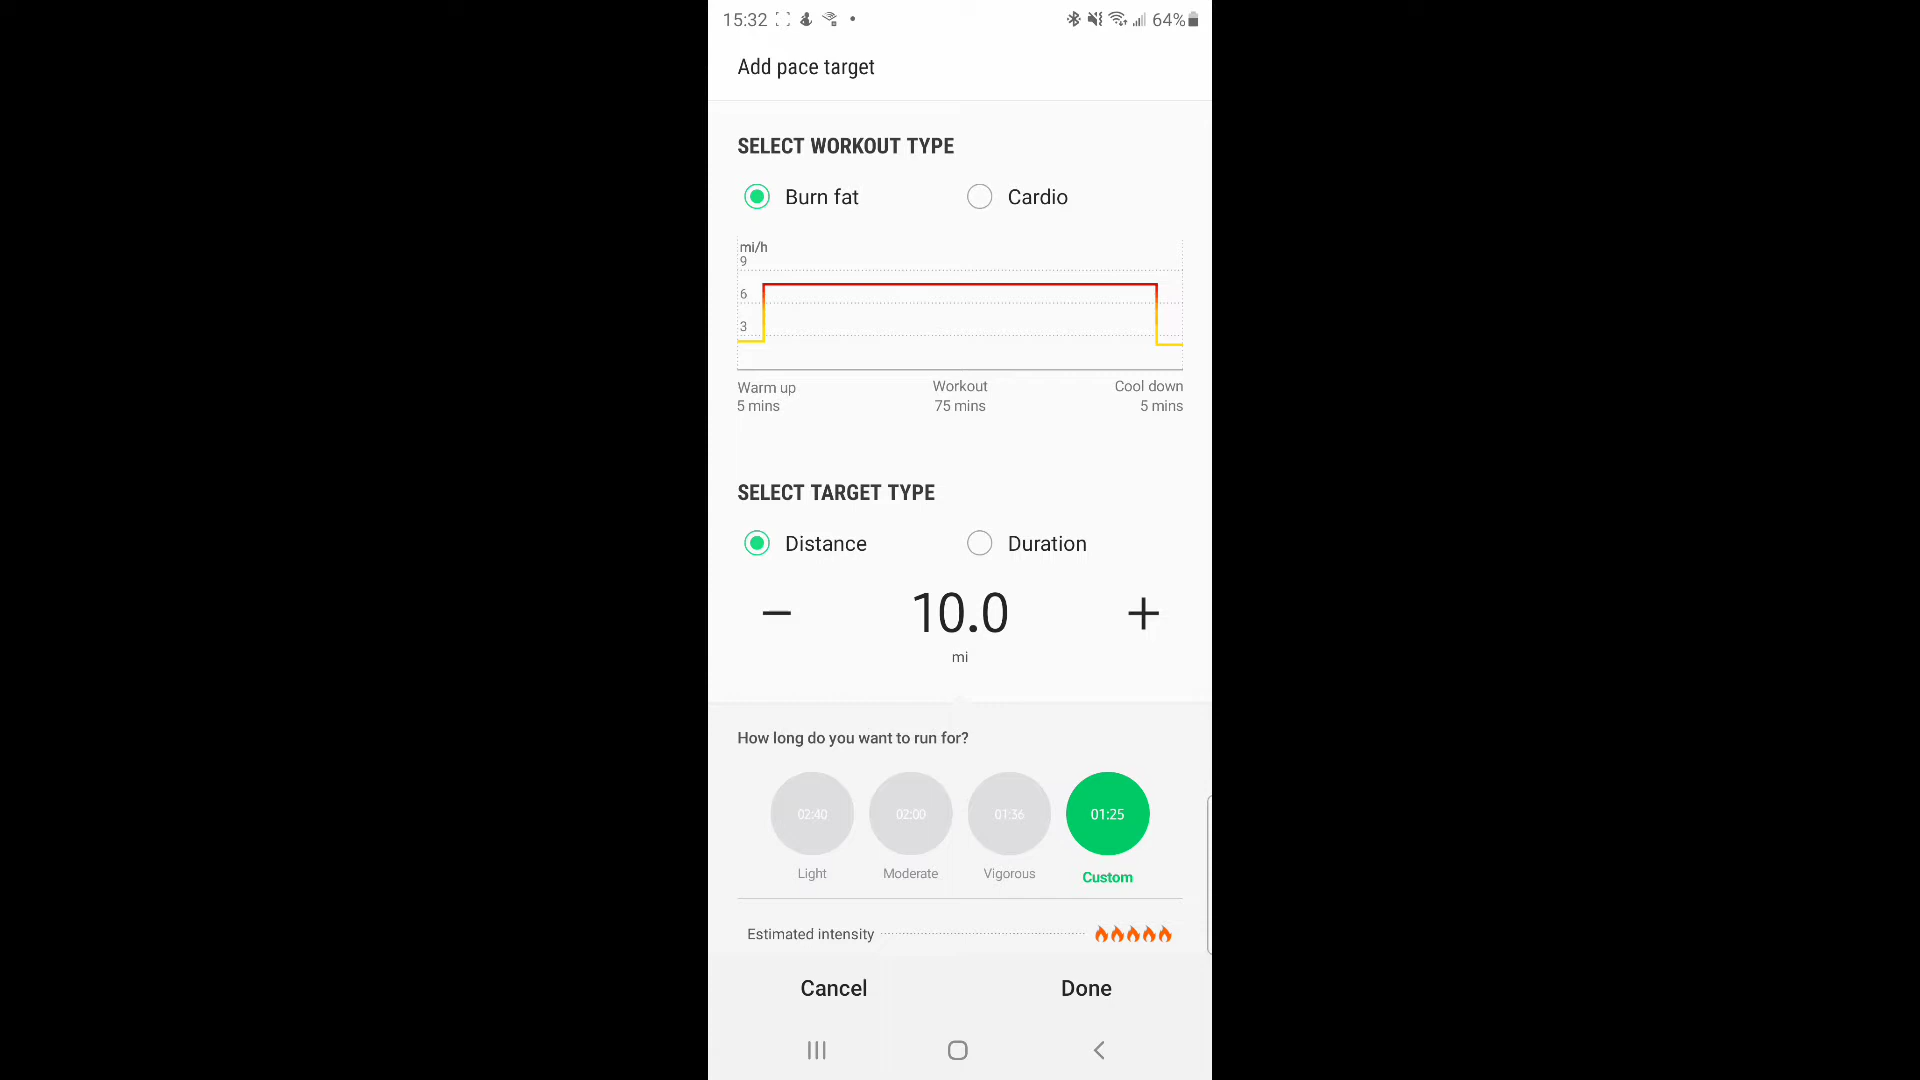 15:32 64%
Add pace target
SELECT WORKOUT TYPE
Burn fat Cardio
mi/h
9
6
3
Warm up Workout Cool down
5 mins 75 mins 5 mins
SELECT TARGET TYPE
Distance Duration
− 10.0 +
mi
How long do you want to run for?
02:40 02:00 01:36 01:25
Light Moderate Vigorous Custom
Estimated intensity
Cancel Done